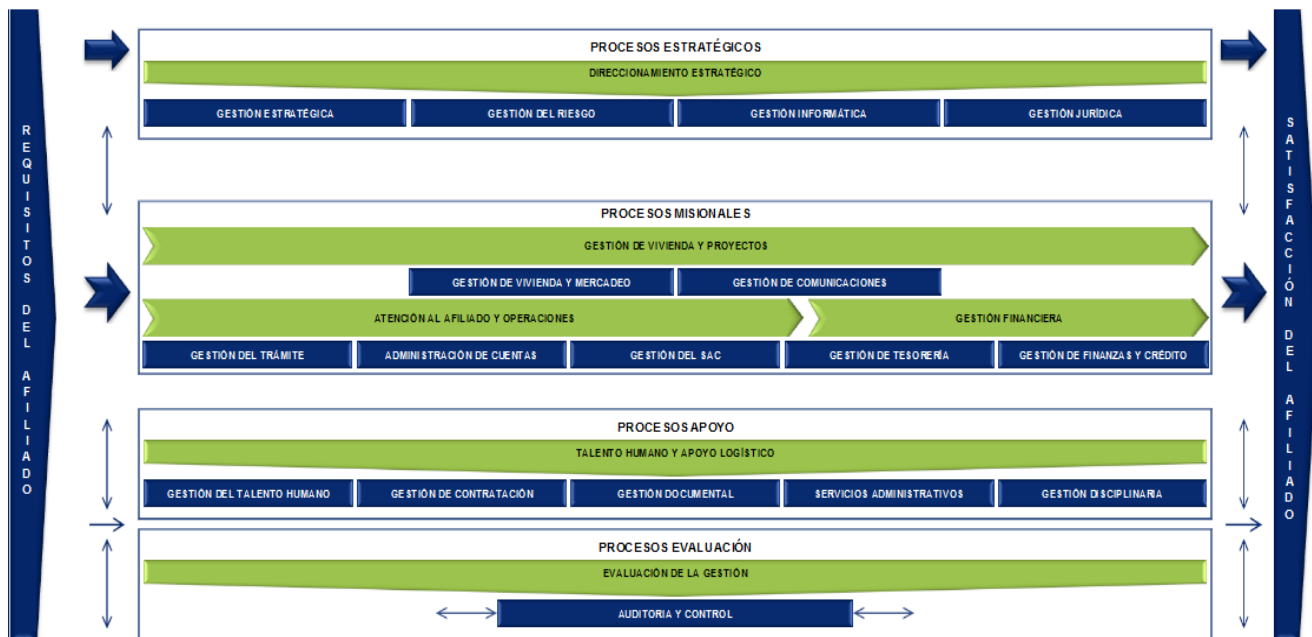 REQUISITOS DEL AFILIADO
PROCESOS ESTRATÉGICOS
DIRECCIONAMIENTO ESTRATÉGICO
GESTIÓN ESTRATÉGICA
GESTIÓN DEL RIESGO
GESTIÓN INFORMÁTICA
GESTIÓN JURÍDICA
PROCESOS MISIONALES
GESTIÓN DE VIVIENDA Y PROYECTOS
GESTIÓN DE VIVIENDA Y MERCADEO
GESTIÓN DE COMUNICACIONES
ATENCIÓN AL AFILIADO Y OPERACIONES
GESTIÓN FINANCIERA
GESTIÓN DEL TRÁMITE
ADMINISTRACIÓN DE CUENTAS
GESTIÓN DEL SAC
GESTIÓN DE TESORERÍA
GESTIÓN DE FINANZAS Y CRÉDITO
PROCESOS APOYO
TALENTO HUMANO Y APOYO LOGÍSTICO
GESTIÓN DEL TALENTO HUMANO
GESTIÓN DE CONTRATACIÓN
GESTIÓN DOCUMENTAL
SERVICIOS ADMINISTRATIVOS
GESTIÓN DISCIPLINARIA
PROCESOS EVALUACIÓN
EVALUACIÓN DE LA GESTIÓN
AUDITORIA Y CONTROL
SATISFACCIÓN DEL AFILIADO